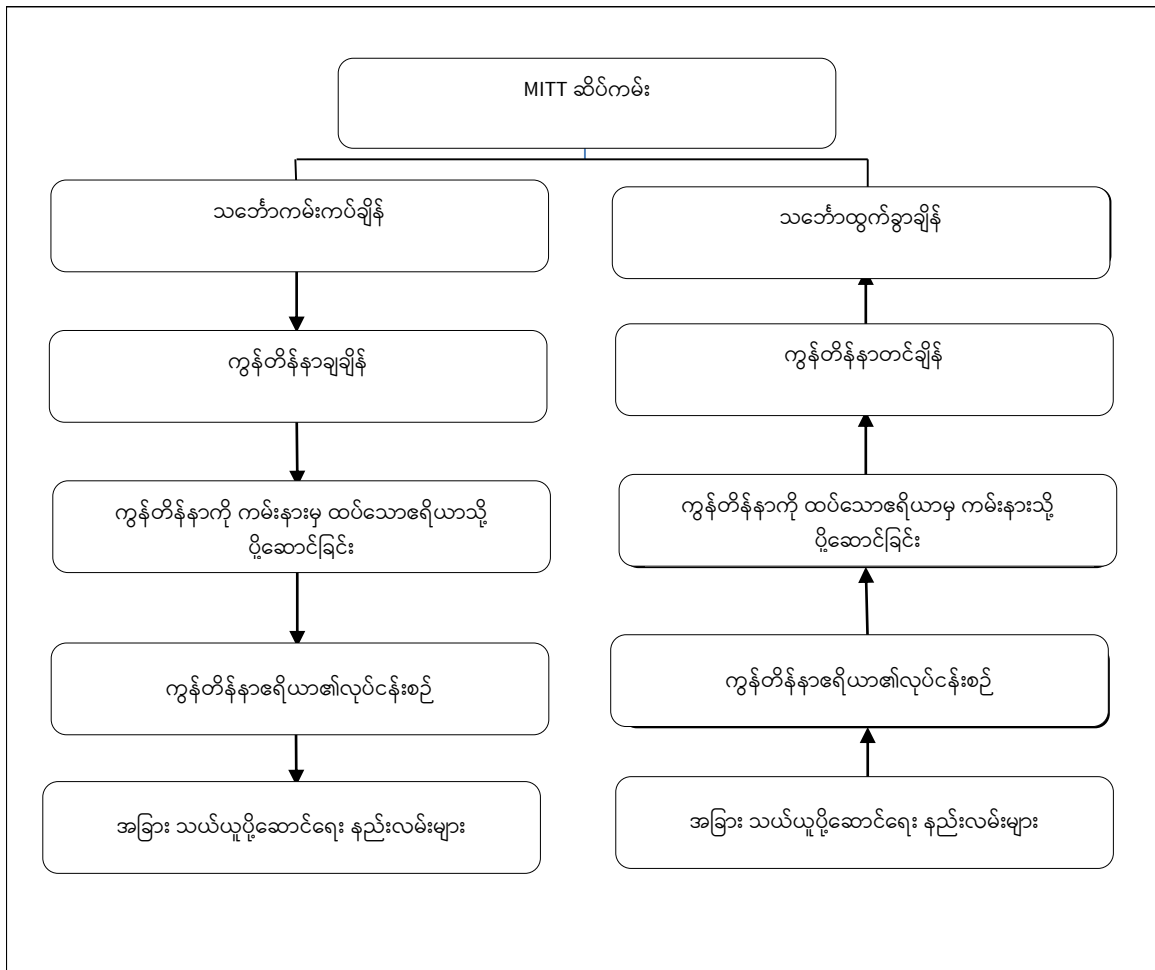 MITT ဆိပ်ကမ်း
သင်္ဘောကမ်းကပ်ချိန်
ကွန်တိန်နာချချိန်
ကွန်တိန်နာကို ကမ်းနားမှ ထပ်သောဧရိယာသို့
ပို့ဆောင်ခြင်း
ကွန်တိန်နာဧရိယာ၏လုပ်ငန်းစဉ်
အခြား သယ်ယူပို့ဆောင်ရေး နည်းလမ်းများ
သင်္ဘောထွက်ခွာချိန်
ကွန်တိန်နာတင်ချိန်
ကွန်တိန်နာကို ထပ်သောဧရိယာမှ ကမ်းနားသို့
ပို့ဆောင်ခြင်း
ကွန်တိန်နာဧရိယာ၏လုပ်ငန်းစဉ်
အခြား သယ်ယူပို့ဆောင်ရေး နည်းလမ်းများ